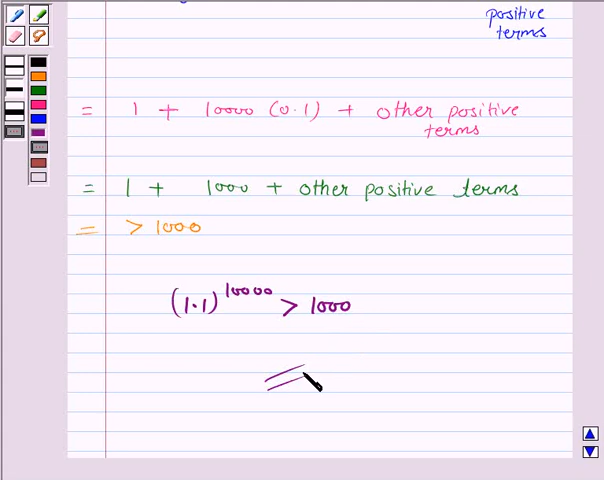 positive
terms
= 1 + 10000 (0.1) + other positive
terms
= 1 + 1000 + other positive terms
= > 1000
(1.1)^10000 > 1000